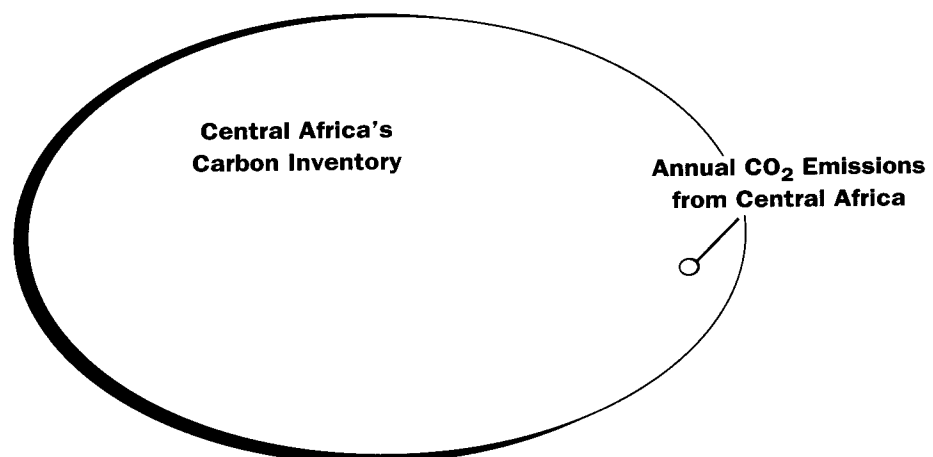 Central Africa's
Carbon Inventory
Annual CO₂ Emissions
from Central Africa